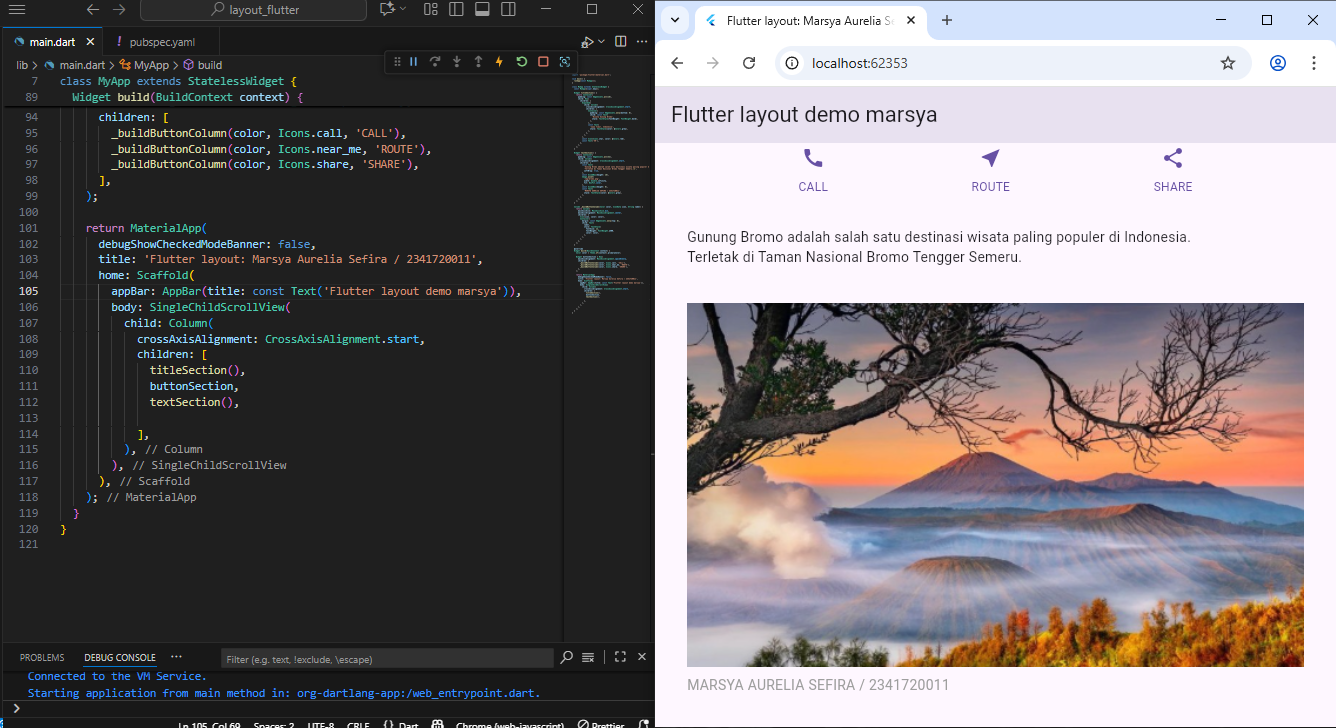 layout_flutter
main.dart
pubspec.yaml
lib > main.dart > MyApp > build
7 class MyApp extends StatelessWidget {
89 Widget build(BuildContext context) {
94 children: [
95 _buildButtonColumn(color, Icons.call, 'CALL'),
96 _buildButtonColumn(color, Icons.near_me, 'ROUTE'),
97 _buildButtonColumn(color, Icons.share, 'SHARE'),
98 ],
99 );
100
101 return MaterialApp(
102 debugShowCheckedModeBanner: false,
103 title: 'Flutter layout: Marsya Aurelia Sefira / 2341720011',
104 home: Scaffold(
105 appBar: AppBar(title: const Text('Flutter layout demo marsya')),
106 body: SingleChildScrollView(
107 child: Column(
108 crossAxisAlignment: CrossAxisAlignment.start,
109 children: [
110 titleSection(),
111 buttonSection,
112 textSection(),
113
114 ],
115 ), // Column
116 ), // SingleChildScrollView
117 ), // Scaffold
118 ); // MaterialApp
119 }
120 }
121
PROBLEMS DEBUG CONSOLE ... Filter (e.g. text, !exclude, \escape)
Connected to the VM Service.
Starting application from main method in: org-dartlang-app:/web_entrypoint.dart.
Ln 105, Col 69 Spaces: 2 UTF-8 CRLF {} Dart Chrome (web-javascript) Prettier
Flutter layout: Marsya Aurelia S
localhost:62353
Flutter layout demo marsya
CALL ROUTE SHARE
Gunung Bromo adalah salah satu destinasi wisata paling populer di Indonesia.
Terletak di Taman Nasional Bromo Tengger Semeru.
MARSYA AURELIA SEFIRA / 2341720011